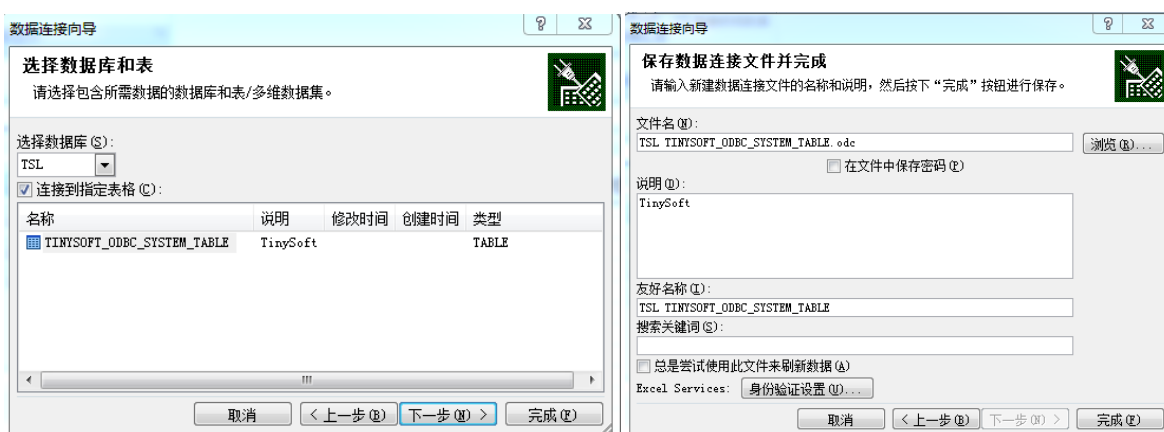 数据连接向导
选择数据库和表
请选择包含所需数据的数据库和表/多维数据集。
选择数据库(S):
TSL
连接到指定表格(C):
名称 说明 修改时间 创建时间 类型
TINYSOFT_ODBC_SYSTEM_TABLE TinySoft TABLE
取消 < 上一步(B) 下一步(N) > 完成(F)
数据连接向导
保存数据连接文件并完成
请输入新建数据连接文件的名称和说明，然后按下“完成”按钮进行保存。
文件名(N):
TSL TINYSOFT_ODBC_SYSTEM_TABLE.odc 浏览(R)...
在文件中保存密码(P)
说明(D):
TinySoft
友好名称(I):
TSL TINYSOFT_ODBC_SYSTEM_TABLE
搜索关键词(S):
总是尝试使用此文件来刷新数据(A)
Excel Services: 身份验证设置(U)...
取消 < 上一步(B) 下一步(N) > 完成(F)